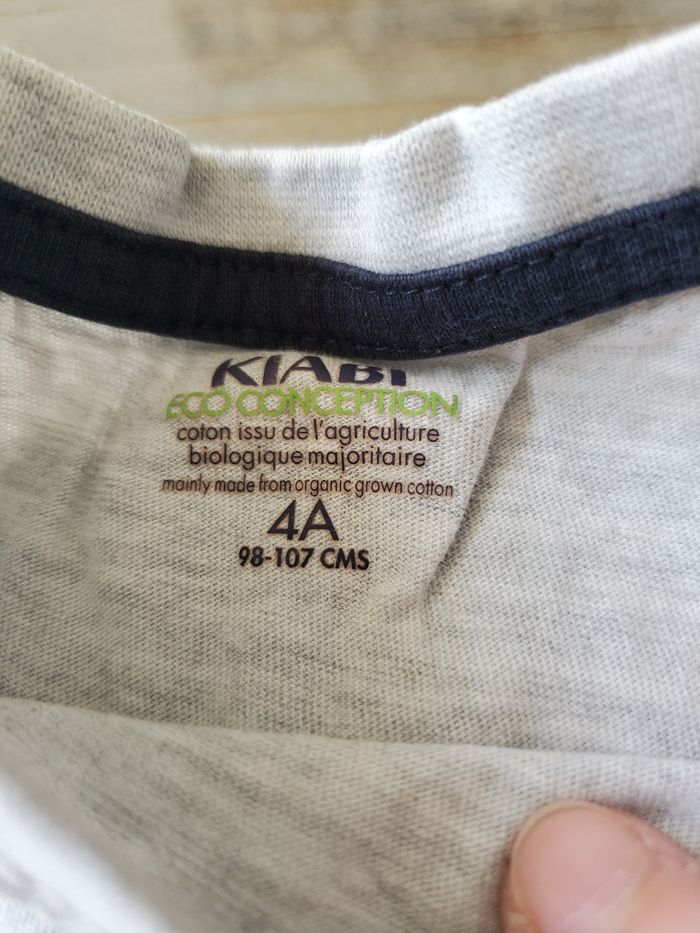 KIABI
ECO CONCEPTION
coton issu de l'agriculture
biologique majoritaire
mainly made from organic grown cotton
4A
98-107 CMS